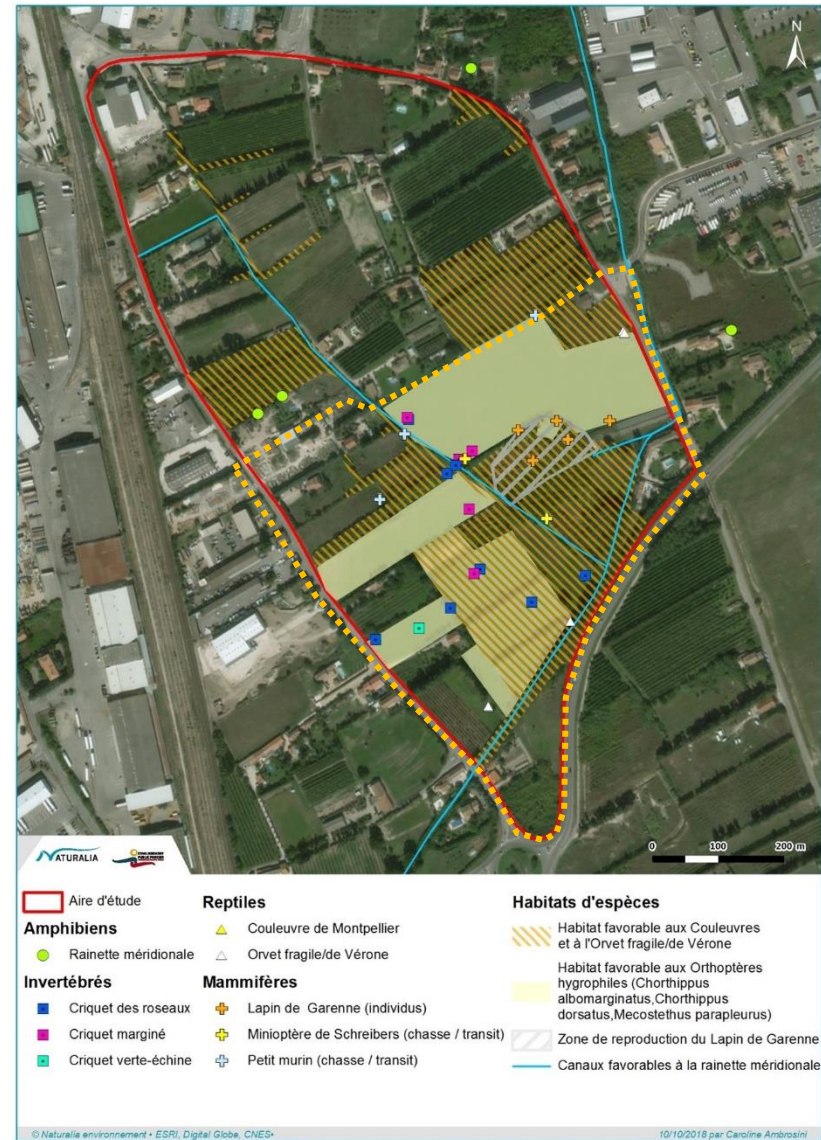 N
NATURALIA
0 100 200 m
Aire d'étude
Amphibiens
Rainette méridionale
Invertébrés
Criquet des roseaux
Criquet marginé
Criquet verte-échine
Reptiles
Couleuvre de Montpellier
Orvet fragile/de Vérone
Mammifères
Lapin de Garenne (individus)
Minioptère de Schreibers (chasse / transit)
Petit murin (chasse / transit)
Habitats d'espèces
Habitat favorable aux Couleuvres
et à l'Orvet fragile/de Vérone
Habitat favorable aux Orthoptères
hygrophiles (Chorthippus
albomarginatus,Chorthippus
dorsatus,Mecostethus parapleurus)
Zone de reproduction du Lapin de Garenne
Canaux favorables à la rainette méridionale
© Naturalia environnement • ESRI, Digital Globe, CNES•
10/10/2018 par Caroline Ambrosini